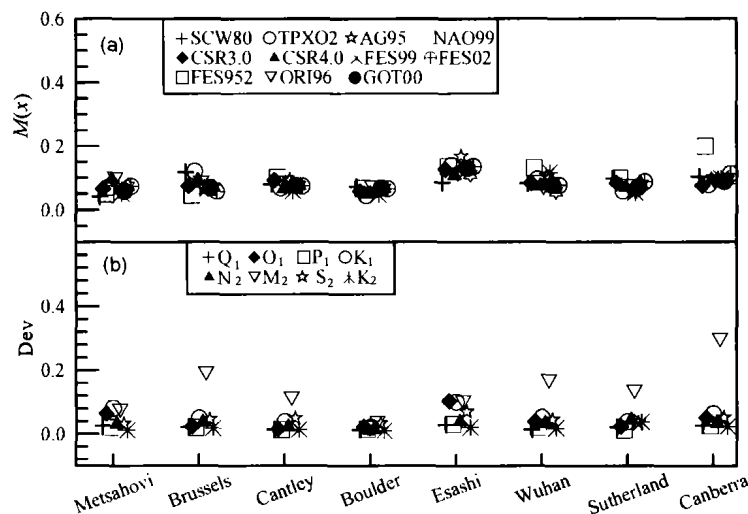 (a)
SCW80 TPXO2 AG95 NAO99
CSR3.0 CSR4.0 FES99 FES02
FES952 ORI96 GOT00
M(x)
0.6
0.4
0.2
0.0
(b)
Q1 O1 P1 K1
N2 M2 S2 K2
Dev
0.6
0.4
0.2
0.0
Metsahovi
Brussels
Cantley
Boulder
Esashi
Wuhan
Sutherland
Canberra